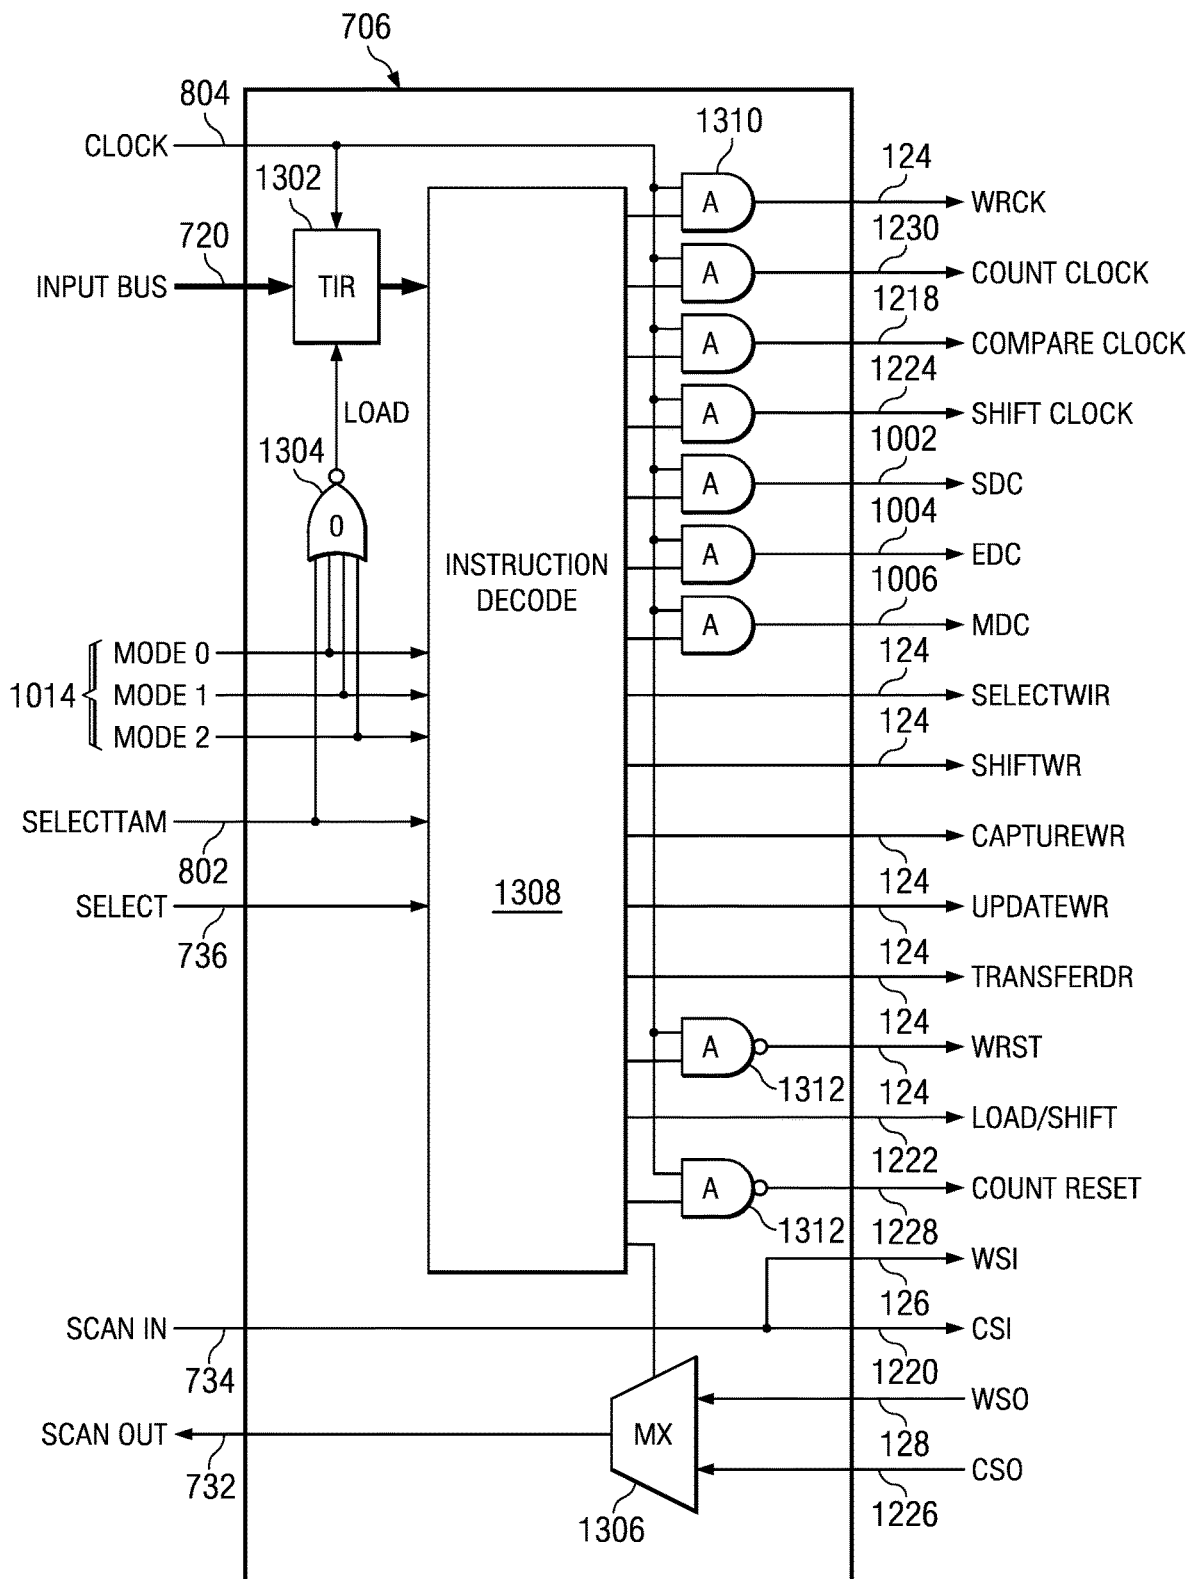 706
804
CLOCK
1302
720
INPUT BUS
TIR
LOAD
1304
0
MODE 0
1014 { MODE 1
MODE 2
SELECTTAM
802
SELECT
736
INSTRUCTION
DECODE
1308
1310
A
124
WRCK
A
1230
COUNT CLOCK
A
1218
COMPARE CLOCK
A
1224
SHIFT CLOCK
A
1002
SDC
A
1004
EDC
A
1006
MDC
124
SELECTWIR
124
SHIFTWR
CAPTUREWR
124
UPDATEWR
124
TRANSFERDR
124
A
1312
WRST
124
LOAD/SHIFT
1222
A
1312
COUNT RESET
1228
WSI
126
SCAN IN
734
CSI
1220
WSO
128
SCAN OUT
732
MX
1306
CSO
1226